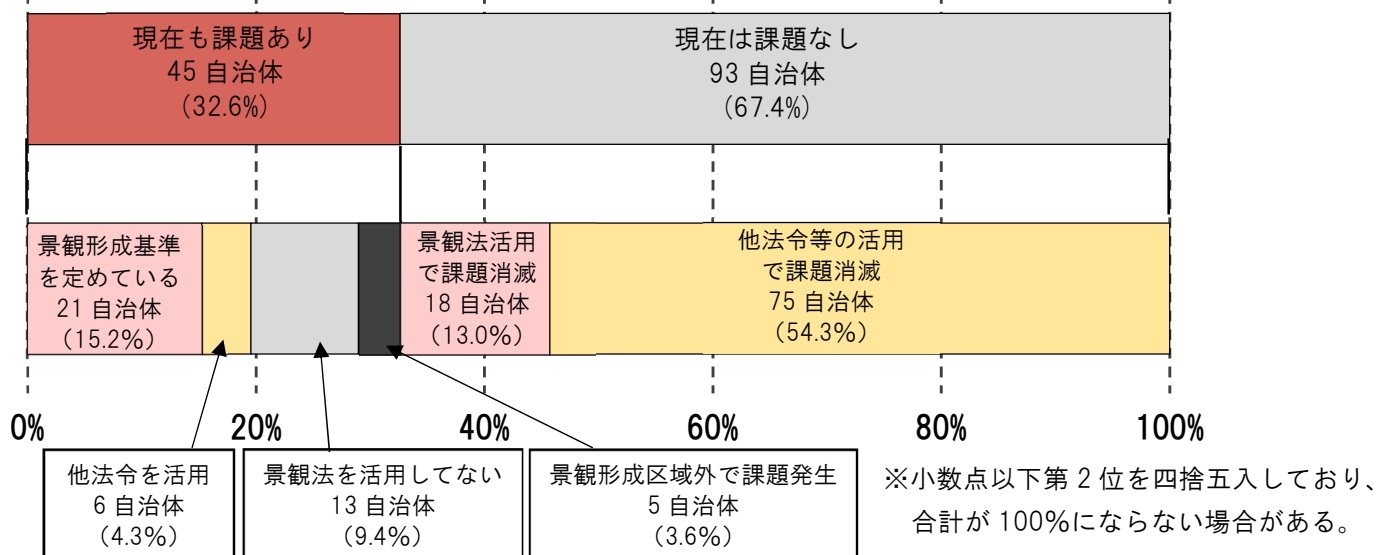 現在も課題あり
45 自治体
(32.6%)
現在は課題なし
93 自治体
(67.4%)
景観形成基準
を定めている
21 自治体
(15.2%)
景観法活用
で課題消滅
18 自治体
(13.0%)
他法令等の活用
で課題消滅
75 自治体
(54.3%)
0%
20%
40%
60%
80%
100%
他法令を活用
6 自治体
(4.3%)
景観法を活用してない
13 自治体
(9.4%)
景観形成区域外で課題発生
5 自治体
(3.6%)
※小数点以下第 2 位を四捨五入しており、
合計が 100%にならない場合がある。